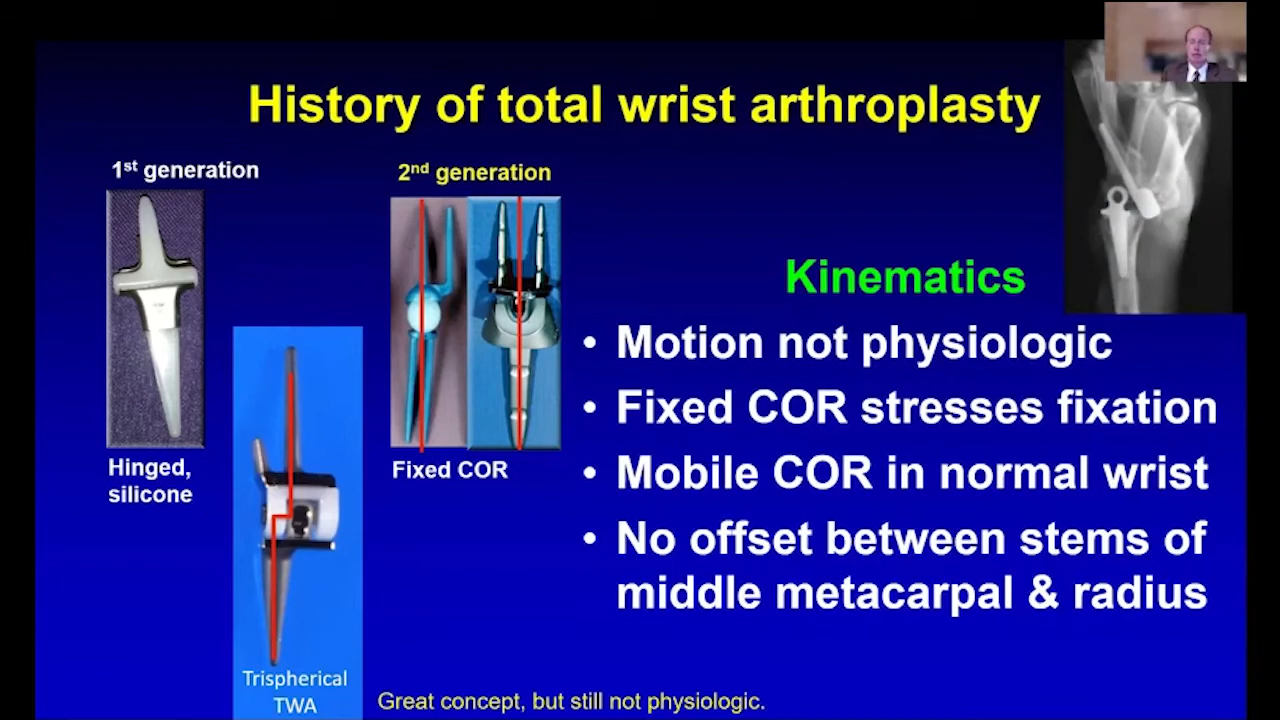 History of total wrist arthroplasty
1st generation
2nd generation
Hinged,
silicone
Fixed COR
Trispherical
TWA
Kinematics
• Motion not physiologic
• Fixed COR stresses fixation
• Mobile COR in normal wrist
• No offset between stems of
middle metacarpal & radius
Great concept, but still not physiologic.